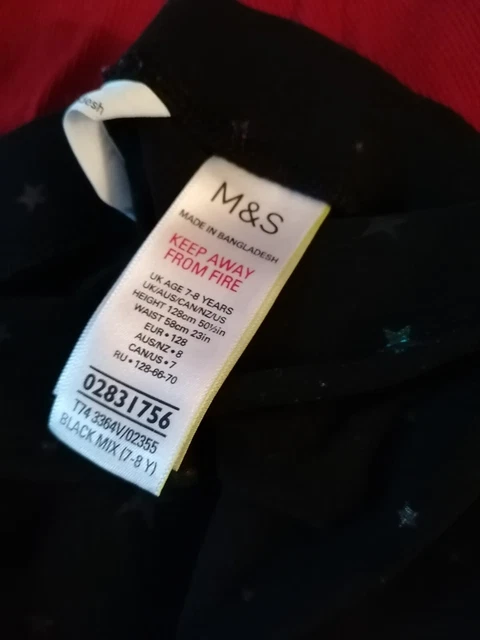 M&S
MADE IN BANGLADESH
KEEP AWAY
FROM FIRE
UK AGE 7-8 YEARS
UK/AUS/CAN/NZ/US
HEIGHT 128cm 50½in
WAIST 58cm 23in
EUR • 128
AUS/NZ • 8
CAN/US • 7
RU • 128-66-70
02831756
T74 3364V/02355
BLACK MIX (7-8 Y)